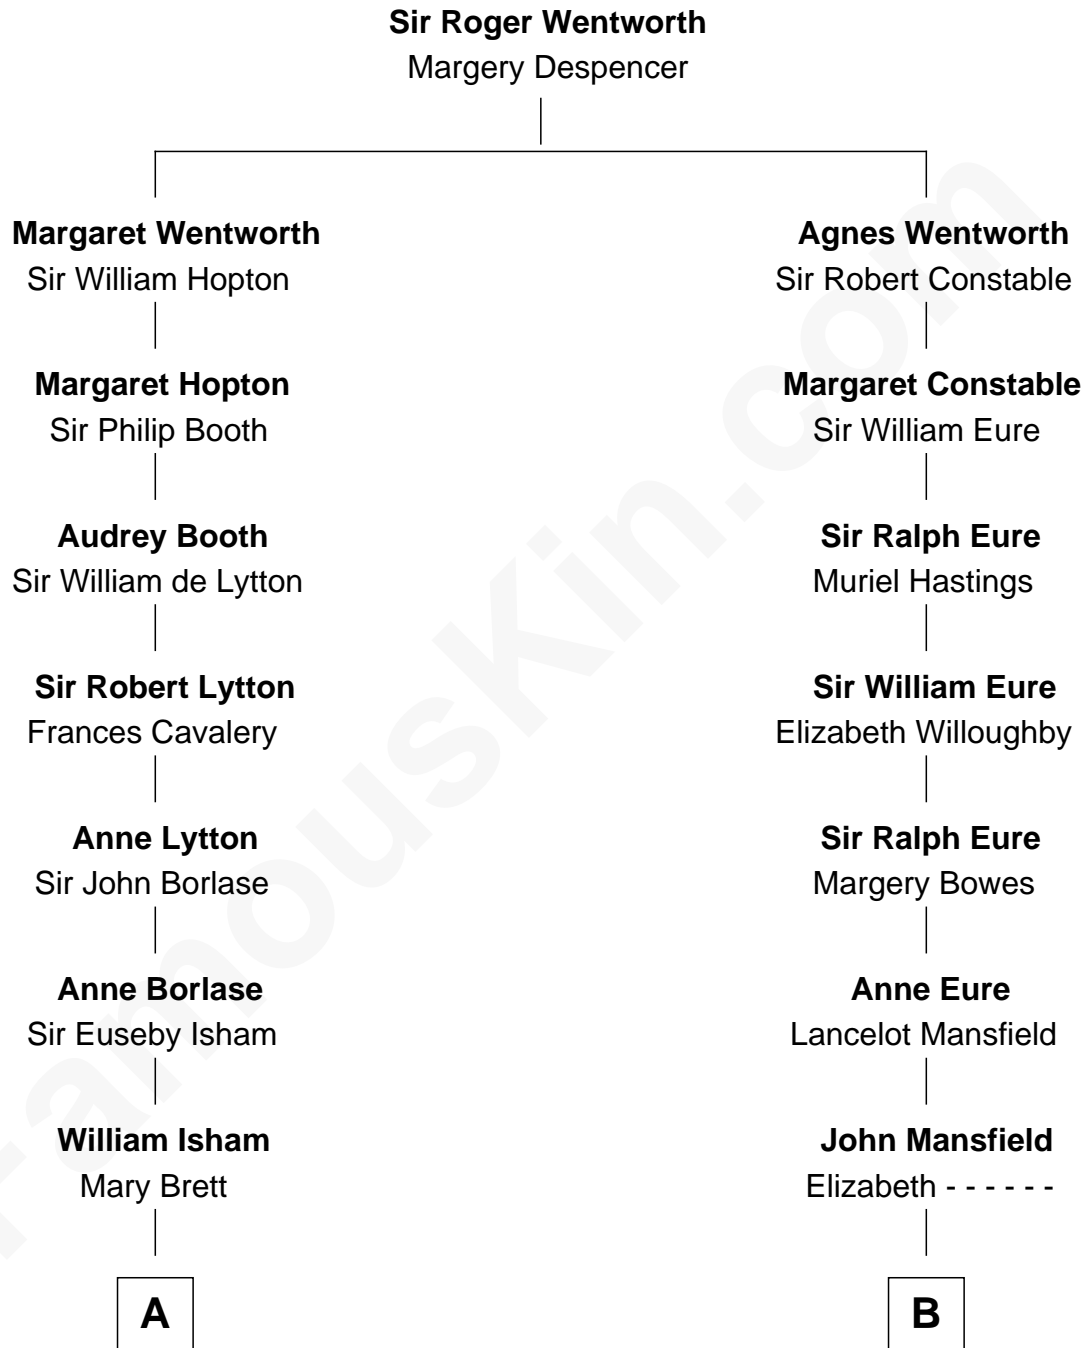 Sir Roger Wentworth
Margery Despencer
Margaret Wentworth
Sir William Hopton
Agnes Wentworth
Sir Robert Constable
Margaret Hopton
Sir Philip Booth
Margaret Constable
Sir William Eure
Audrey Booth
Sir William de Lytton
Sir Ralph Eure
Muriel Hastings
Sir Robert Lytton
Frances Cavalery
Sir William Eure
Elizabeth Willoughby
Anne Lytton
Sir John Borlase
Sir Ralph Eure
Margery Bowes
Anne Borlase
Sir Euseby Isham
Anne Eure
Lancelot Mansfield
William Isham
Mary Brett
John Mansfield
Elizabeth - - - - - -
A
B
FamousKin.com